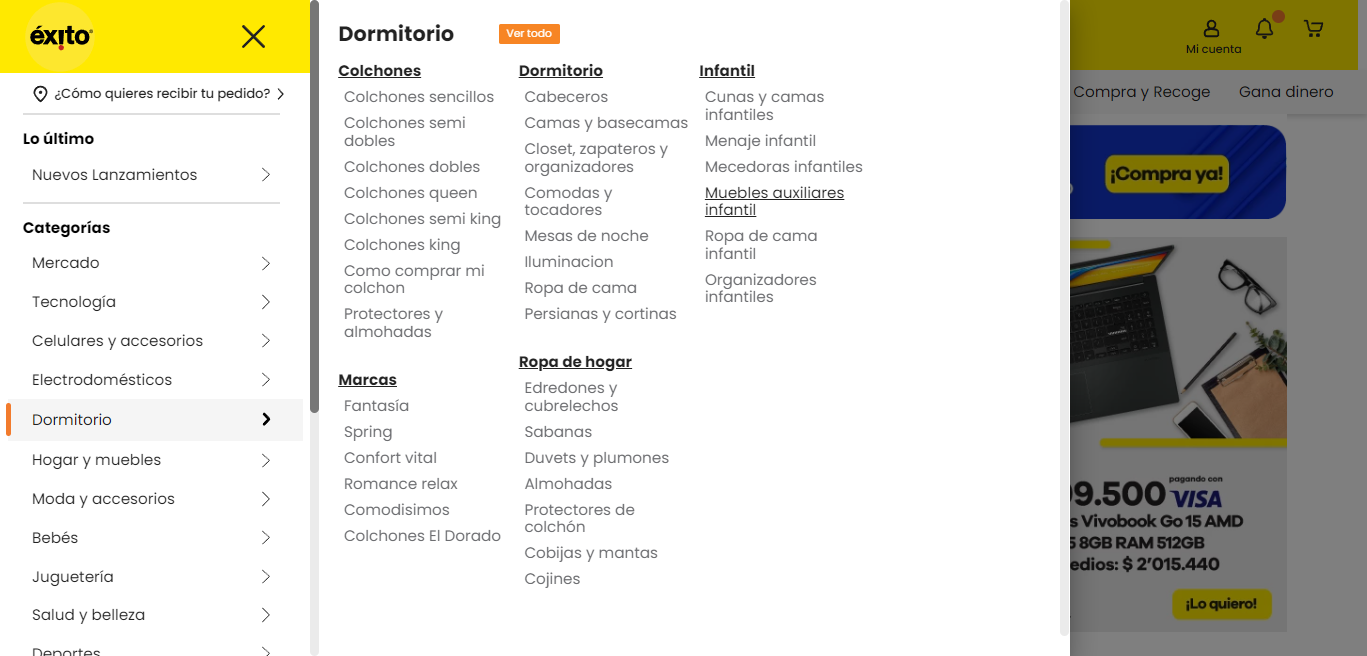 éxito
¿Cómo quieres recibir tu pedido?
Lo último
Nuevos Lanzamientos
Categorías
Mercado
Tecnología
Celulares y accesorios
Electrodomésticos
Dormitorio
Hogar y muebles
Moda y accesorios
Bebés
Juguetería
Salud y belleza
Deportes
Dormitorio
Ver todo
Colchones
Colchones sencillos
Colchones semi
dobles
Colchones dobles
Colchones queen
Colchones semi king
Colchones king
Como comprar mi
colchon
Protectores y
almohadas
Marcas
Fantasía
Spring
Confort vital
Romance relax
Comodisimos
Colchones El Dorado
Dormitorio
Cabeceros
Camas y basecamas
Closet, zapateros y
organizadores
Comodas y
tocadores
Mesas de noche
Iluminacion
Ropa de cama
Persianas y cortinas
Ropa de hogar
Edredones y
cubrelechos
Sabanas
Duvets y plumones
Almohadas
Protectores de
colchón
Cobijas y mantas
Cojines
Infantil
Cunas y camas
infantiles
Menaje infantil
Mecedoras infantiles
Muebles auxiliares
infantil
Ropa de cama
infantil
Organizadores
infantiles
Mi cuenta
Compra y Recoge
Gana dinero
¡Compra ya!
9.500
pagando con
VISA
s Vivobook Go 15 AMD
8GB RAM 512GB
edios: $ 2’015.440
¡Lo quiero!